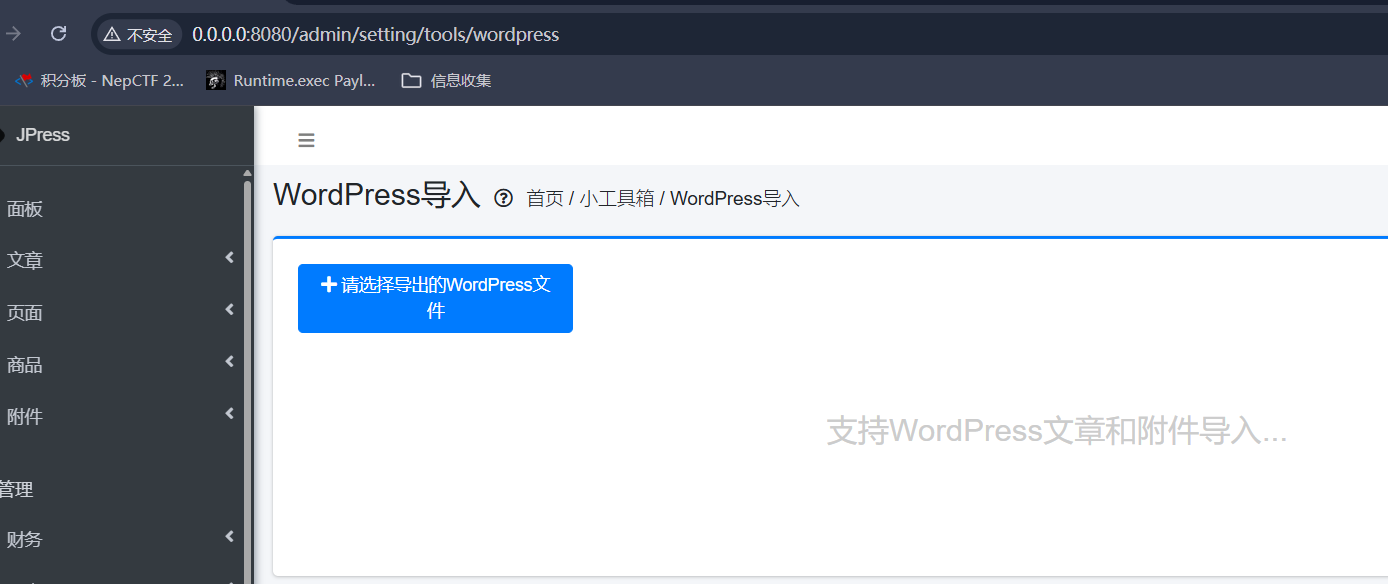 不安全 0.0.0.0:8080/admin/setting/tools/wordpress
积分板 - NepCTF 2... Runtime.exec Payl... 信息收集
JPress
WordPress导入 首页 / 小工具箱 / WordPress导入
面板
文章
页面
商品
附件
管理
财务
请选择导出的WordPress文
件
支持WordPress文章和附件导入...